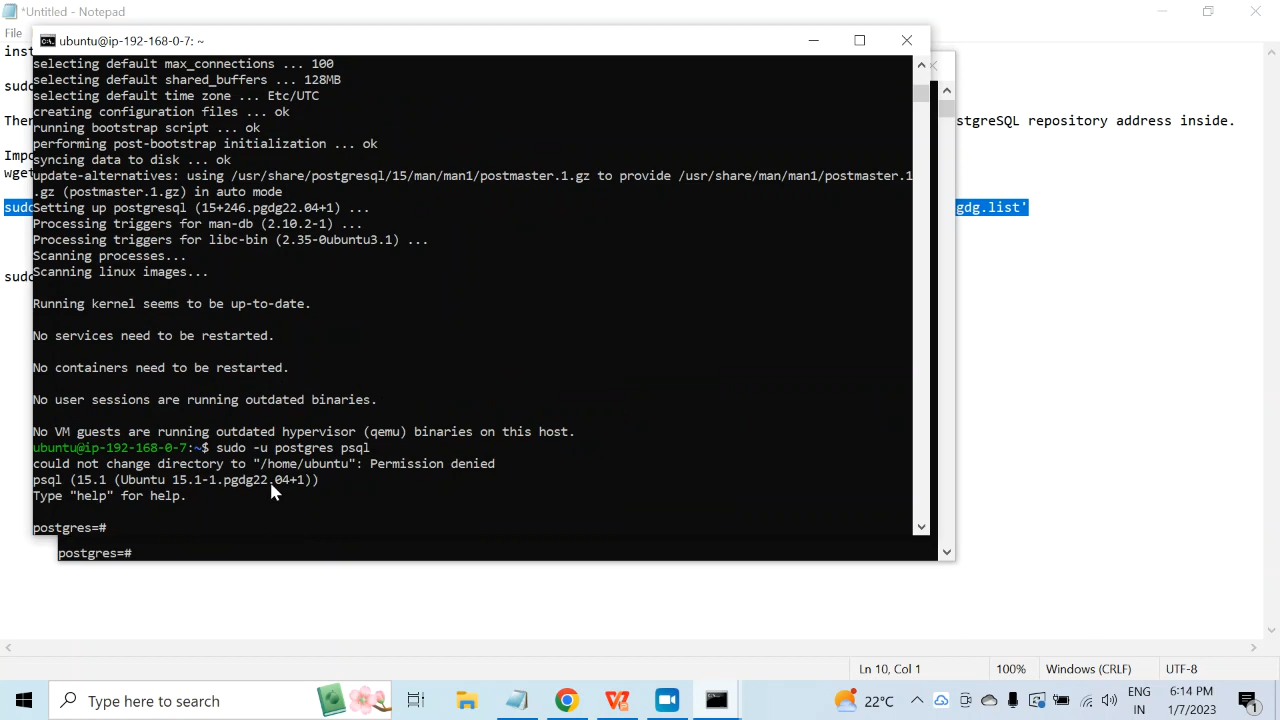 *Untitled - Notepad
File
ubuntu@ip-192-168-0-7: ~
inst
selecting default max_connections ... 100
selecting default shared_buffers ... 128MB
sudo
selecting default time zone ... Etc/UTC
creating configuration files ... ok
Ther
running bootstrap script ... ok
stgreSQL repository address inside.
performing post-bootstrap initialization ... ok
Impo
syncing data to disk ... ok
wget
update-alternatives: using /usr/share/postgresql/15/man/man1/postmaster.1.gz to provide /usr/share/man/man1/postmaster.1
.gz (postmaster.1.gz) in auto mode
sudo
Setting up postgresql (15+246.pgdg22.04+1) ...
gdg.list'
Processing triggers for man-db (2.10.2-1) ...
Processing triggers for libc-bin (2.35-0ubuntu3.1) ...
Scanning processes...
Scanning linux images...
sudo
Running kernel seems to be up-to-date.
No services need to be restarted.
No containers need to be restarted.
No user sessions are running outdated binaries.
No VM guests are running outdated hypervisor (qemu) binaries on this host.
ubuntu@ip-192-168-0-7:~$ sudo -u postgres psql
could not change directory to "/home/ubuntu": Permission denied
psql (15.1 (Ubuntu 15.1-1.pgdg22.04+1))
Type "help" for help.
postgres=#
postgres=#
Ln 10, Col 1
100%
Windows (CRLF)
UTF-8
Type here to search
22°C
ENG
IN
6:14 PM
1/7/2023
1